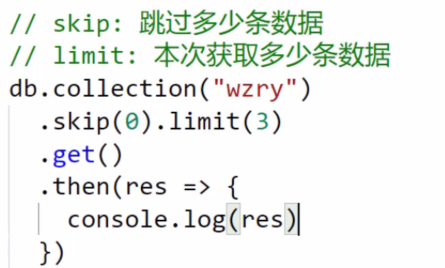 // skip: 跳过多少条数据
// limit: 本次获取多少条数据
db.collection("wzry")
  .skip(0).limit(3)
  .get()
  .then(res => {
    console.log(res)
  })